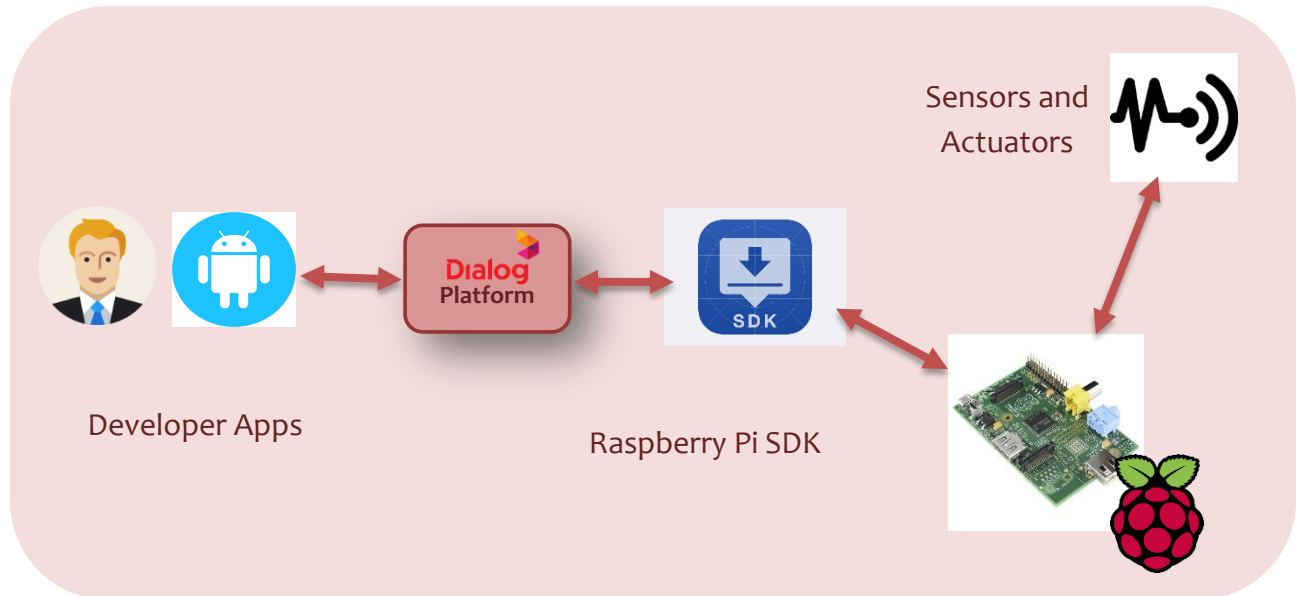 Sensors and
Actuators
Dialog
Platform
SDK
Developer Apps
Raspberry Pi SDK